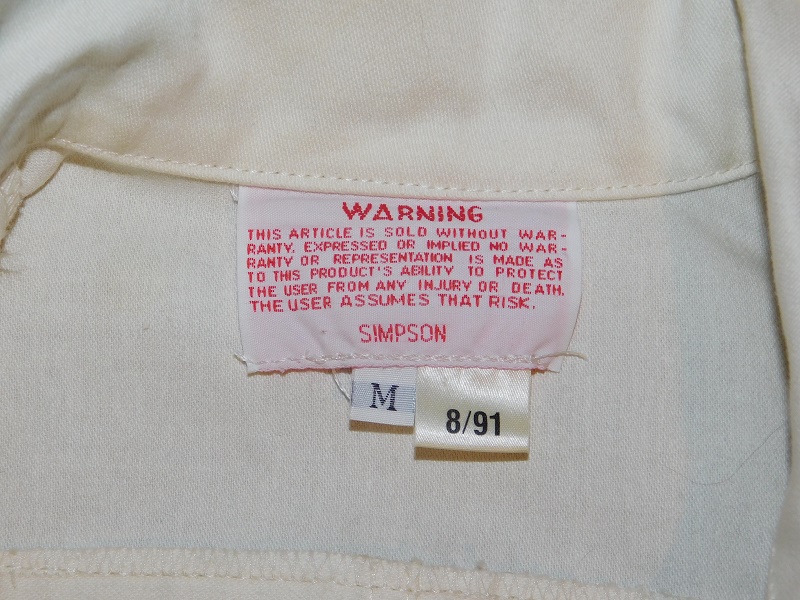 WARNING
THIS ARTICLE IS SOLD WITHOUT WAR-
RANTY. EXPRESSED OR IMPLIED NO WAR-
RANTY OR REPRESENTATION IS MADE AS
TO THIS PRODUCT'S ABILITY TO PROTECT
THE USER FROM ANY INJURY OR DEATH.
THE USER ASSUMES THAT RISK.
SIMPSON
M
8/91